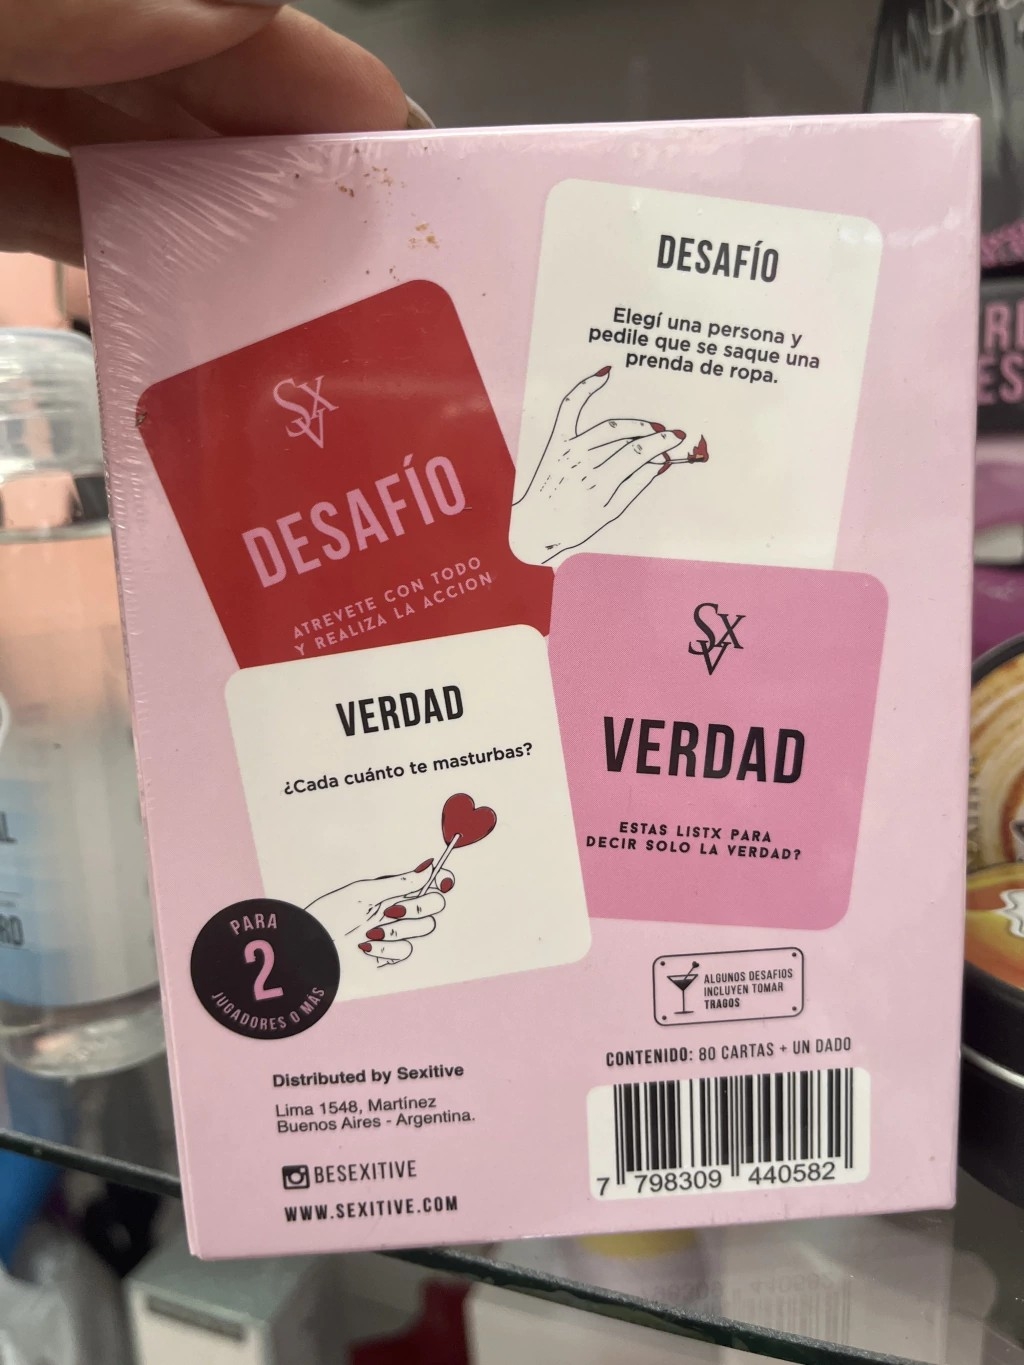 DESAFÍO
Elegí una persona y
pedile que se saque una
prenda de ropa.
SXV
DESAFÍO
ATREVETE CON TODO
Y REALIZA LA ACCION
SXV
VERDAD
ESTAS LISTX PARA
DECIR SOLO LA VERDAD?
VERDAD
¿Cada cuánto te masturbas?
PARA
2
JUGADORES O MÁS
ALGUNOS DESAFIOS
INCLUYEN TOMAR
TRAGOS
CONTENIDO: 80 CARTAS + UN DADO
7 798309 440582
Distributed by Sexitive
Lima 1548, Martínez
Buenos Aires - Argentina.
BESEXITIVE
WWW.SEXITIVE.COM